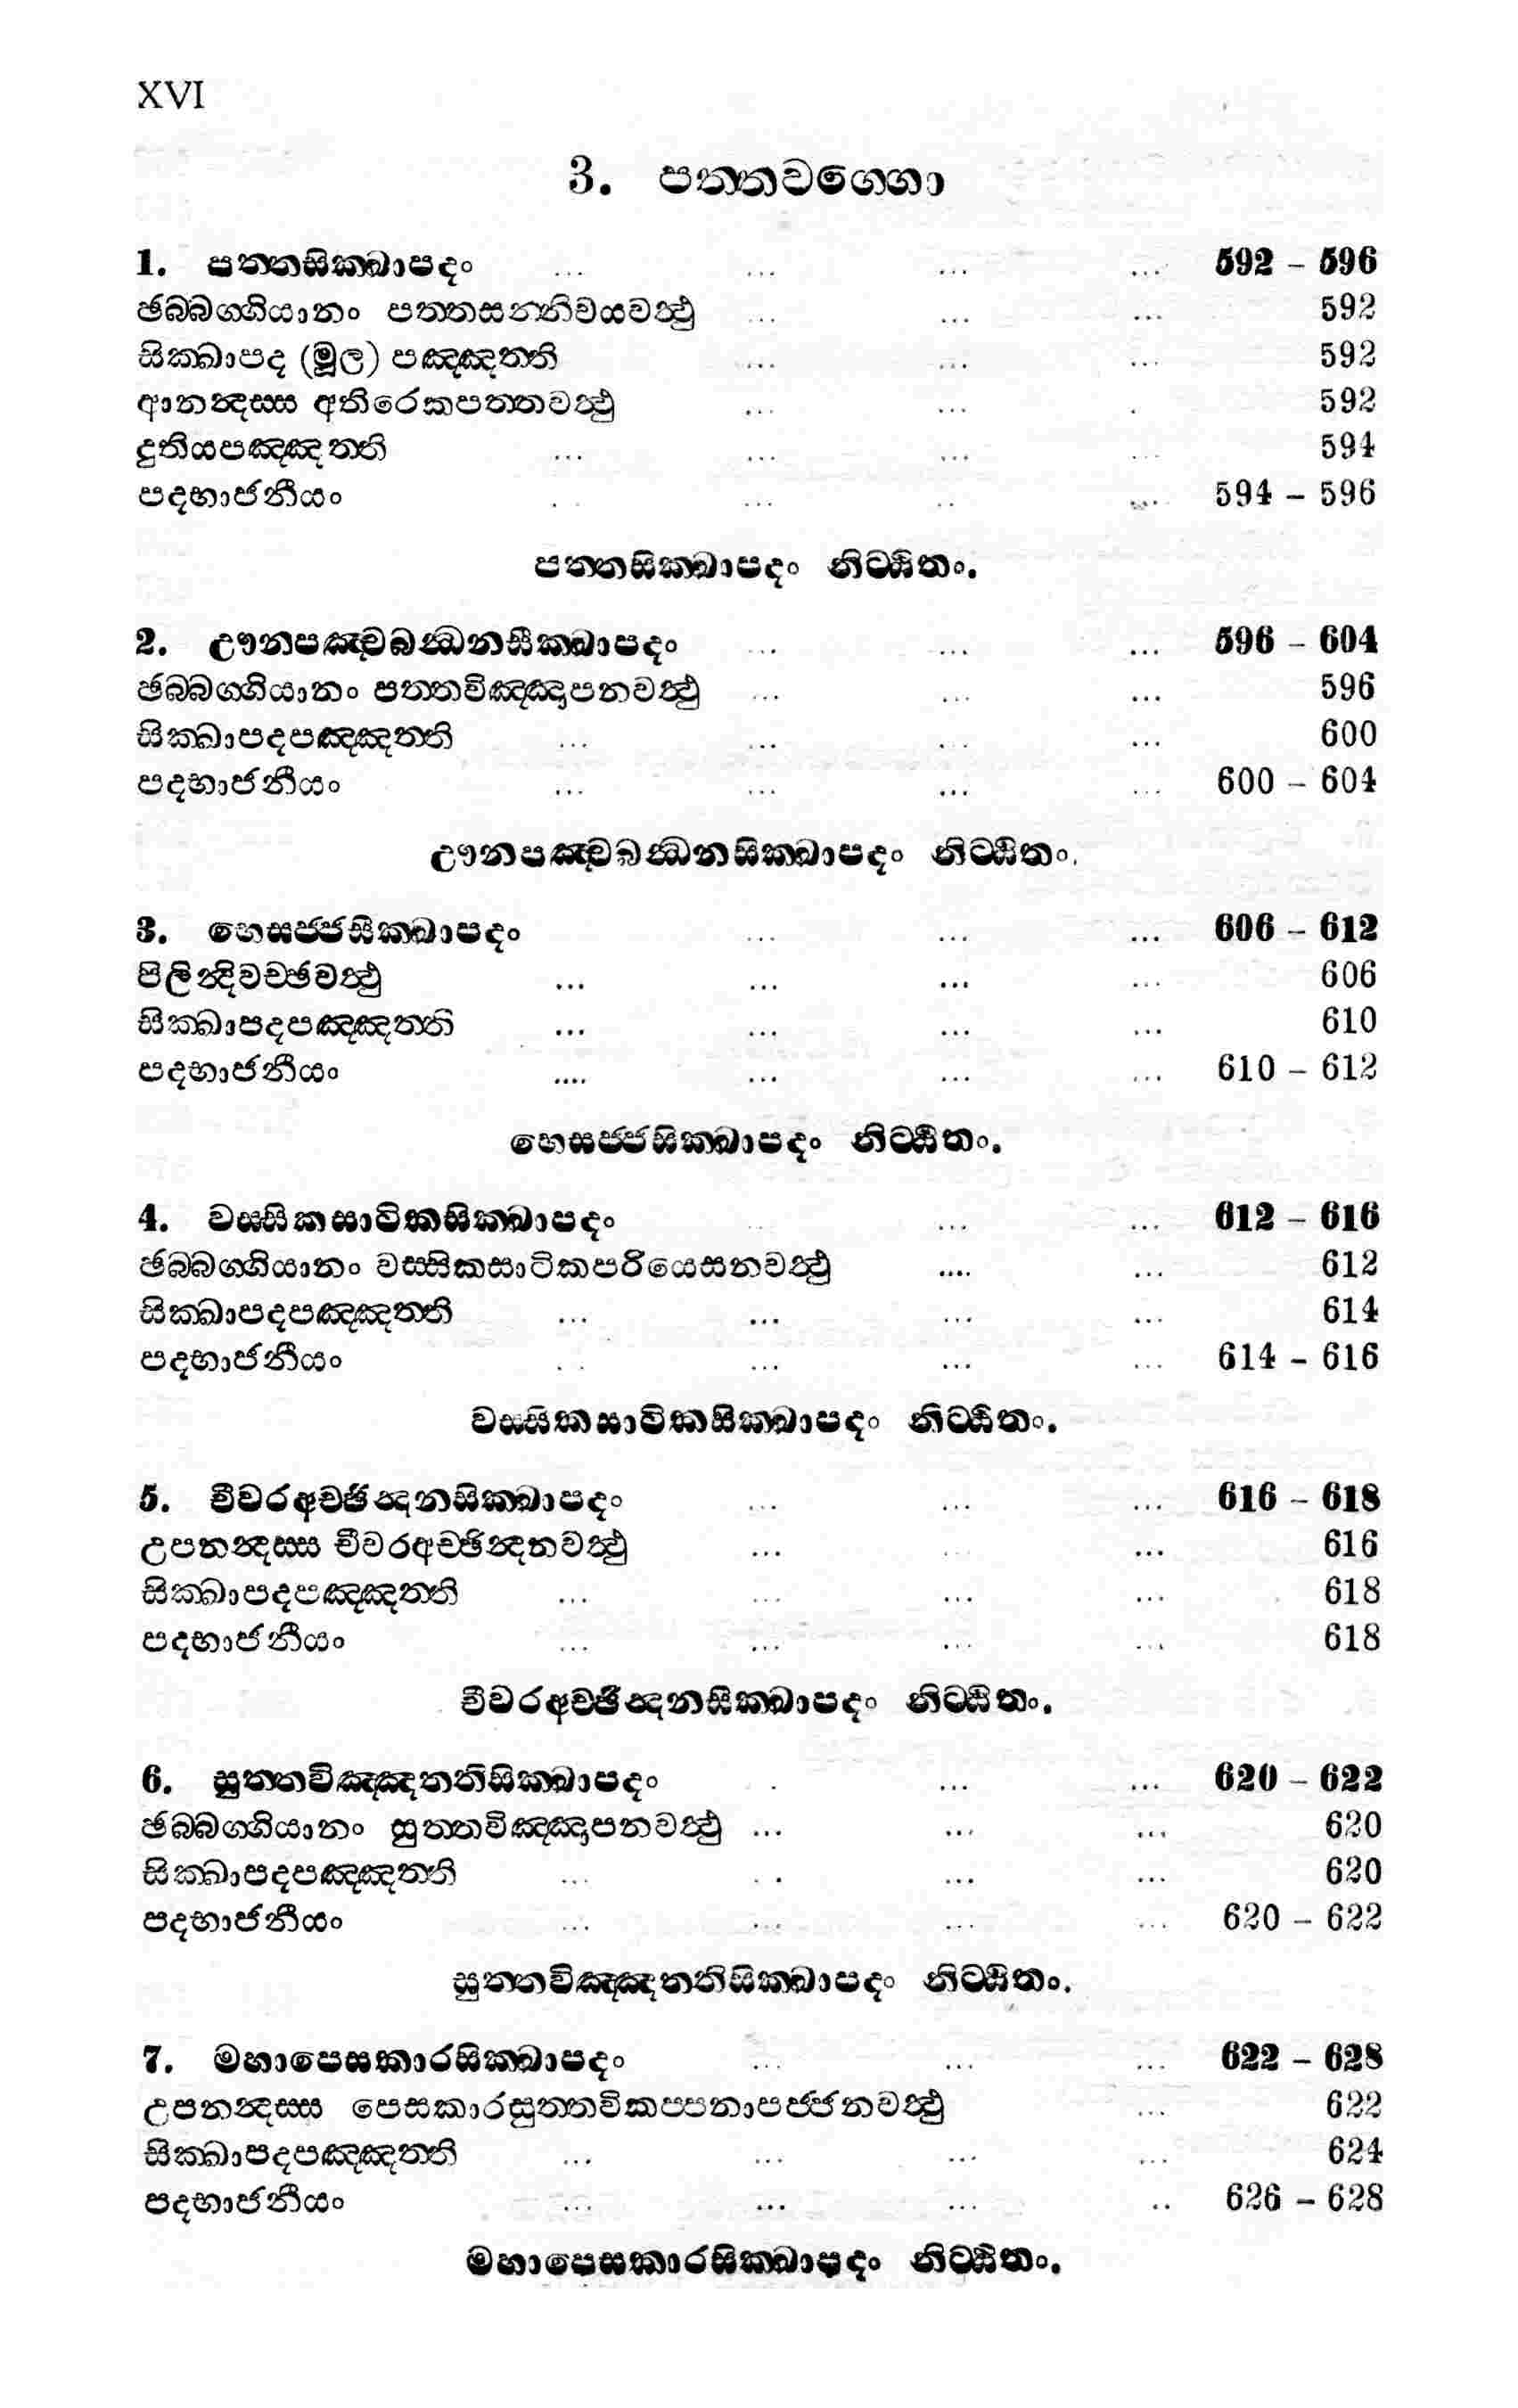 XVI
3. පත්තවග්ගො
1. පත්තසික්ඛාපදං ... ... ... ... 592 – 596
ඡබ්බග්ගියානං පත්තසන්නිචයවත්ථු ... ... ... 592
සික්ඛාපද (මූල) පඤ්ඤත්ති ... ... ... 592
ආනන්දස්ස අතිරෙකපත්තවත්ථු ... ... . 592
දුතියපඤ්ඤත්ති ... ... ... ... 594
පදභාජනීයං .. ... .. .... 594 – 596
පත්තසික්ඛාපදං නිට්ඨිතං.
2. ඌනපඤ්චබන්ධනසික්ඛාපදං ... ... ... 596 – 604
ඡබ්බග්ගියානං පත්තවිඤ්ඤාපනවත්ථු ... ... ... 596
සික්ඛාපදපඤ්ඤත්ති ... ... ... ... 600
පදභාජනීයං ... ... ... ... 600 – 604
ඌනපඤ්චබන්ධනසික්ඛාපදං නිට්ඨිතං.
3. භෙසජ්ජසික්ඛාපදං ... ... ... 606 – 612
පිලින්දිවච්ඡවත්ථු ... ... ... ... 606
සික්ඛාපදපඤ්ඤත්ති ... ... ... ... 610
පදභාජනීයං .... ... ... ... 610 – 612
භෙසජ්ජසික්ඛාපදං නිට්ඨිතං.
4. වස්සිකසාටිකසික්ඛාපදං ... ... 612 – 616
ඡබ්බග්ගියානං වස්සිකසාටිකපරියෙසනවත්ථු .... ... 612
සික්ඛාපදපඤ්ඤත්ති ... ... ... ... 614
පදභාජනීයං .. ... ... ... 614 – 616
වස්සිකසාටිකසික්ඛාපදං නිට්ඨිතං.
5. චීවරඅච්ඡින්දනසික්ඛාපදං ... ... ... 616 – 618
උපනන්දස්ස චීවරඅච්ඡින්දනවත්ථු ... ... ... 616
සික්ඛාපදපඤ්ඤත්ති ... ... ... ... 618
පදභාජනීයං ... ... ... ... 618
චීවරඅච්ඡින්දනසික්ඛාපදං නිට්ඨිතං.
6. සුත්තවිඤ්ඤත්තිසික්ඛාපදං . ... ... 620 – 622
ඡබ්බග්ගියානං සුත්තවිඤ්ඤාපනවත්ථු ... ... ... 620
සික්ඛාපදපඤ්ඤත්ති ... .. ... ... 620
පදභාජනීයං ... ... ... ... 620 – 622
සුත්තවිඤ්ඤත්තිසික්ඛාපදං නිට්ඨිතං.
7. මහාපෙසකාරසික්ඛාපදං ... ... ... 622 – 628
උපනන්දස්ස පෙසකාරසුත්තවිකප්පනාපජ්ජනවත්ථු ... 622
සික්ඛාපදපඤ්ඤත්ති ... ... ... ... 624
පදභාජනීයං ... ... ... .. 626 – 628
මහාපෙසකාරසික්ඛාපදං නිට්ඨිතං.